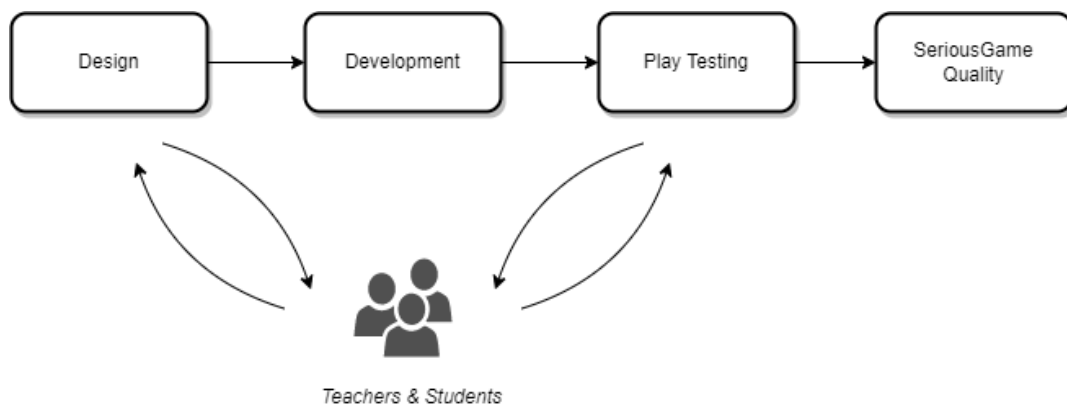 Design
Development
Play Testing
SeriousGame
Quality
Teachers & Students